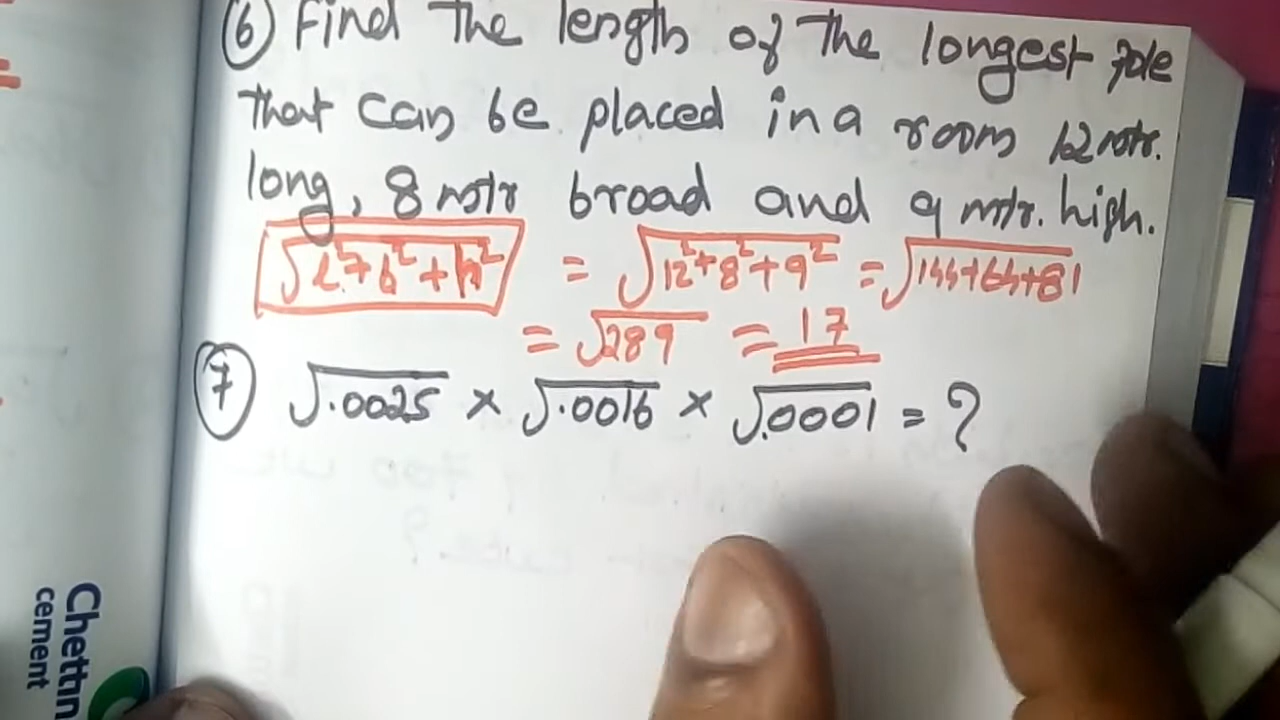 (6) Find The length of The longest pole
That can be placed in a room 12 mtr.
long, 8 mtr broad and 9 mtr. high.
√l²+b²+h² = √12²+8²+9² = √144+64+81
= √289 = 17
(7) √.0025 × √.0016 × √.0001 = ?
Chettin
cement